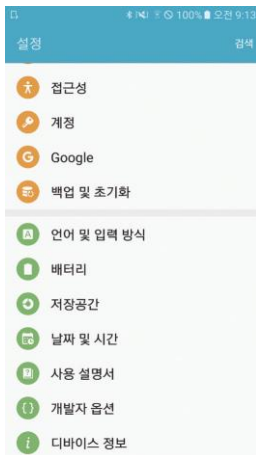 100% 오전 9:13
설정 검색
접근성
계정
Google
백업 및 초기화
언어 및 입력 방식
배터리
저장공간
날짜 및 시간
사용 설명서
개발자 옵션
디바이스 정보